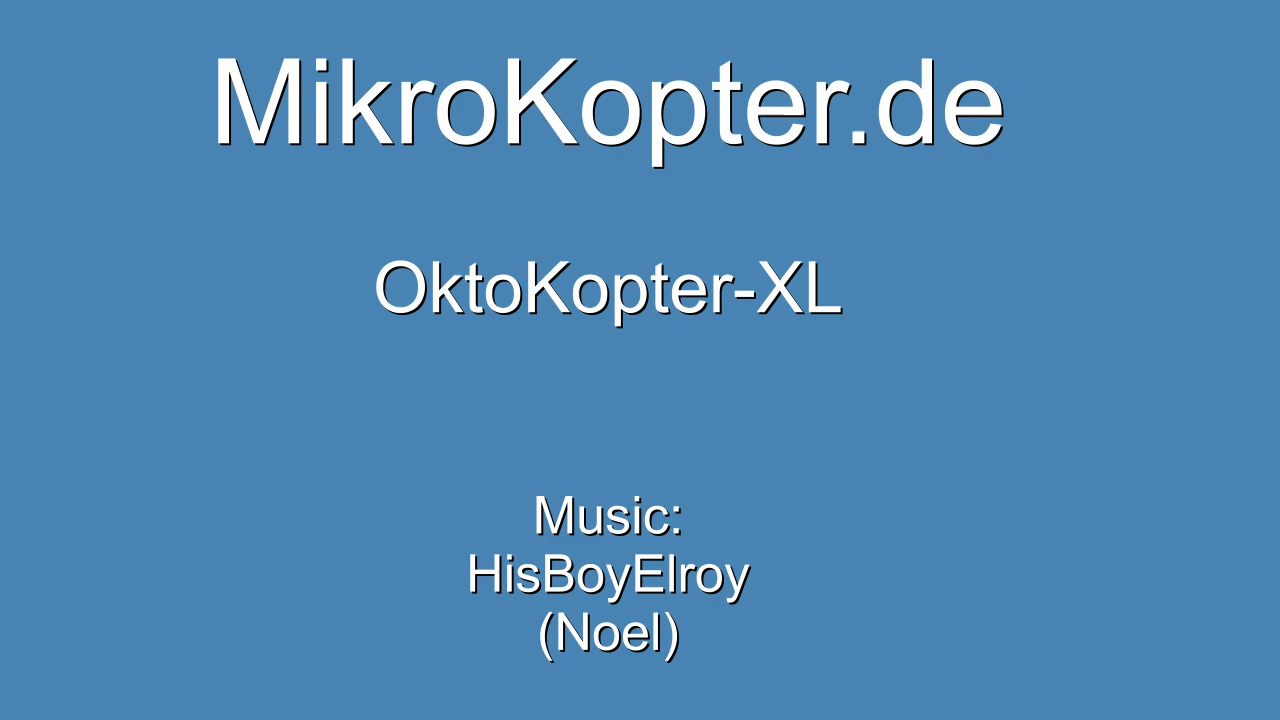 MikroKopter.de
OktoKopter-XL
Music:
HisBoyElroy
(Noel)